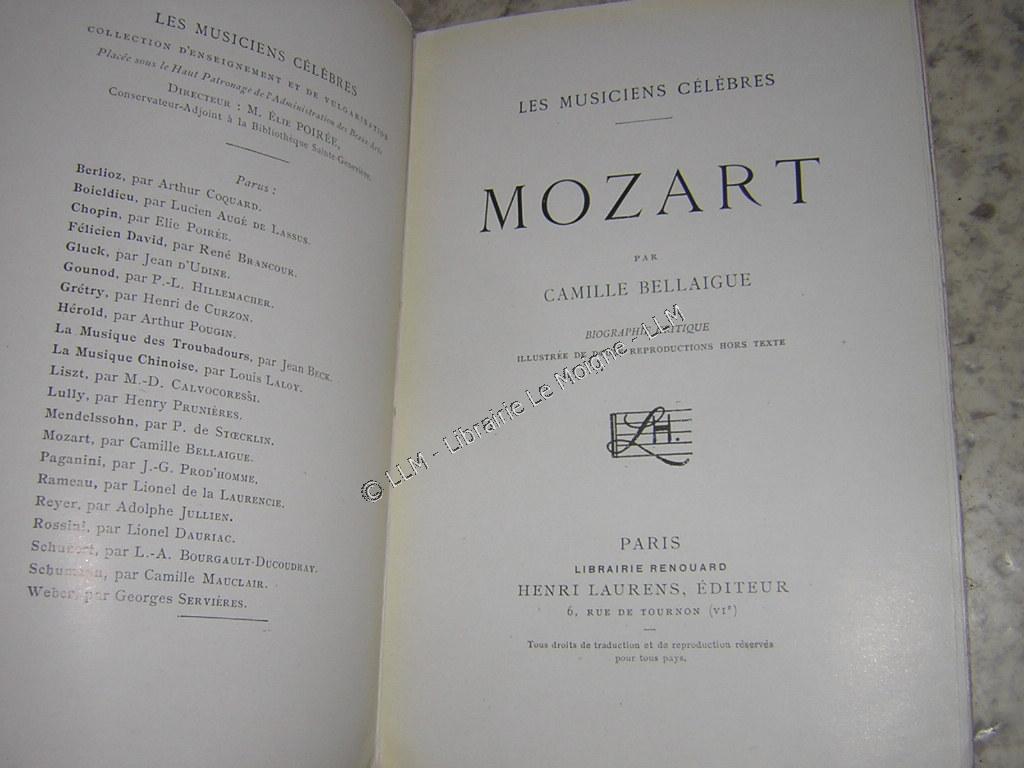 LES MUSICIENS CÉLÈBRES
COLLECTION D'ENSEIGNEMENT ET DE VULGARISATION
Placée sous le Haut Patronage de l'Administration des Beaux-Arts
DIRECTEUR : M. ÉLIE POIRÉE,
Conservateur-Adjoint à la Bibliothèque Sainte-Geneviève.
Parus :
Berlioz, par Arthur COQUARD.
Boieldieu, par Lucien AUGÉ DE LASSUS.
Chopin, par Elie POIRÉE.
Félicien David, par René BRANCOUR.
Gluck, par Jean D'UDINE.
Gounod, par P.-L. HILLEMACHER.
Grétry, par Henri de CURZON.
Hérold, par Arthur POUGIN.
La Musique des Troubadours, par Jean BECK.
La Musique Chinoise, par Louis LALOY.
Liszt, par M.-D. CALVOCORESSI.
Lully, par Henry PRUNIÈRES.
Mendelssohn, par P. de STŒCKLIN.
Mozart, par Camille BELLAIGUE.
Paganini, par J.-G. PROD'HOMME.
Rameau, par Lionel de la LAURENCIE.
Reyer, par Adolphe JULLIEN.
Rossini, par Lionel DAURIAC.
Schubert, par L.-A. BOURGAULT-DUCOUDRAY.
Schumann, par Camille MAUCLAIR.
Weber, par Georges SERVIÈRES.
LES MUSICIENS CÉLÈBRES
MOZART
PAR
CAMILLE BELLAIGUE
BIOGRAPHIE CRITIQUE
ILLUSTRÉE DE REPRODUCTIONS HORS TEXTE
LH.
PARIS
LIBRAIRIE RENOUARD
HENRI LAURENS, ÉDITEUR
6, RUE DE TOURNON (VIᵉ)
Tous droits de traduction et de reproduction réservés
pour tous pays.
© LLM - Librairie Le Moigne - LLM